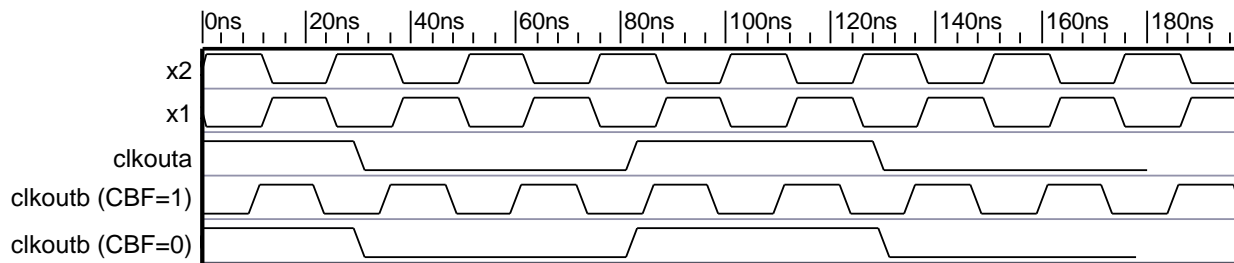 0ns 20ns 40ns 60ns 80ns 100ns 120ns 140ns 160ns 180ns
x2
x1
clkouta
clkoutb (CBF=1)
clkoutb (CBF=0)